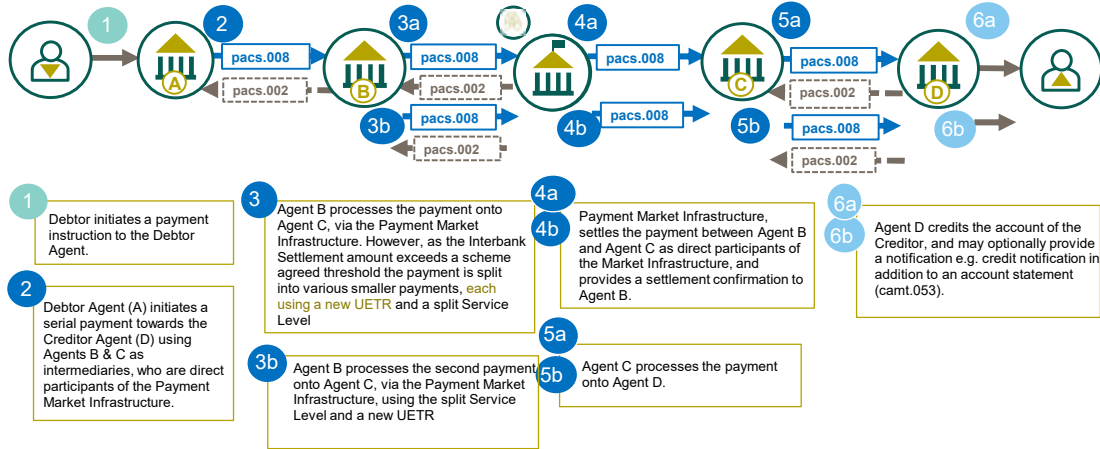 1
2
3a
4a
5a
6a
pacs.008
pacs.008
pacs.008
pacs.008
pacs.002
pacs.002
pacs.002
A
B
C
D
3b
pacs.008
4b
pacs.008
5b
pacs.008
6b
pacs.002
pacs.002
1
Debtor initiates a payment
instruction to the Debtor
Agent.
2
Debtor Agent (A) initiates a
serial payment towards the
Creditor Agent (D) using
Agents B & C as
intermediaries, who are direct
participants of the Payment
Market Infrastructure.
3
Agent B processes the payment onto
Agent C, via the Payment Market
Infrastructure. However, as the Interbank
Settlement amount exceeds a scheme
agreed threshold the payment is split
into various smaller payments, each
using a new UETR and a split Service
Level
3b
Agent B processes the second payment
onto Agent C, via the Payment Market
Infrastructure, using the split Service
Level and a new UETR
4a
4b
Payment Market Infrastructure,
settles the payment between Agent B
and Agent C as direct participants of
the Market Infrastructure, and
provides a settlement confirmation to
Agent B.
5a
5b
Agent C processes the payment
onto Agent D.
6a
6b
Agent D credits the account of the
Creditor, and may optionally provide
a notification e.g. credit notification in
addition to an account statement
(camt.053).